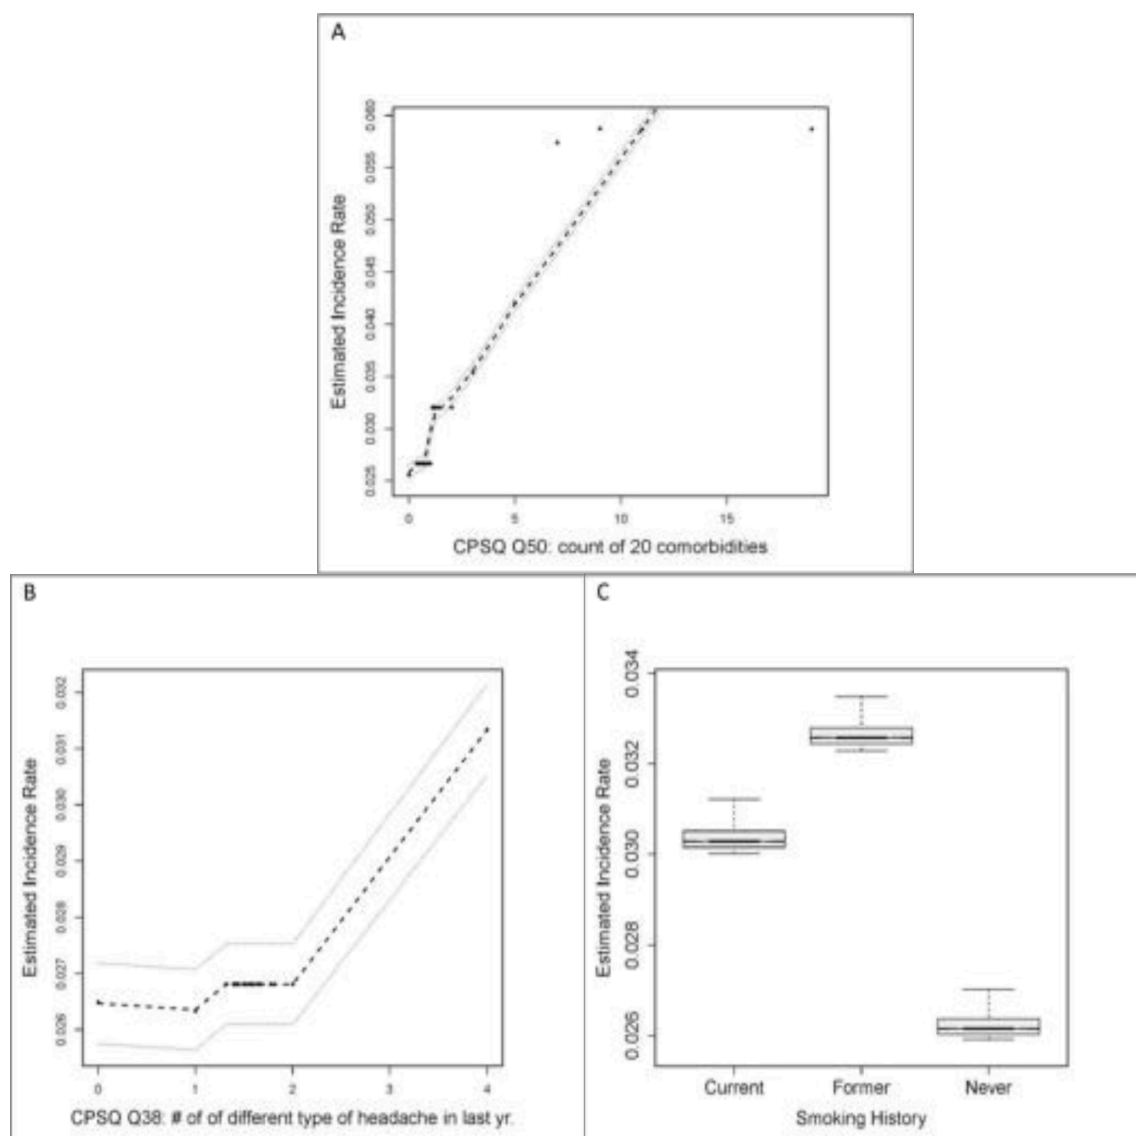 A
0.060
0.055
0.050
0.045
0.040
0.035
0.030
0.025
Estimated Incidence Rate
0 5 10 15
CPSQ Q50: count of 20 comorbidities
B
0.032
0.031
0.030
0.029
0.028
0.027
0.026
Estimated Incidence Rate
0 1 2 3 4
CPSQ Q38: # of of different type of headache in last yr.
C
0.034
0.032
0.030
0.028
0.026
Estimated Incidence Rate
Current Former Never
Smoking History